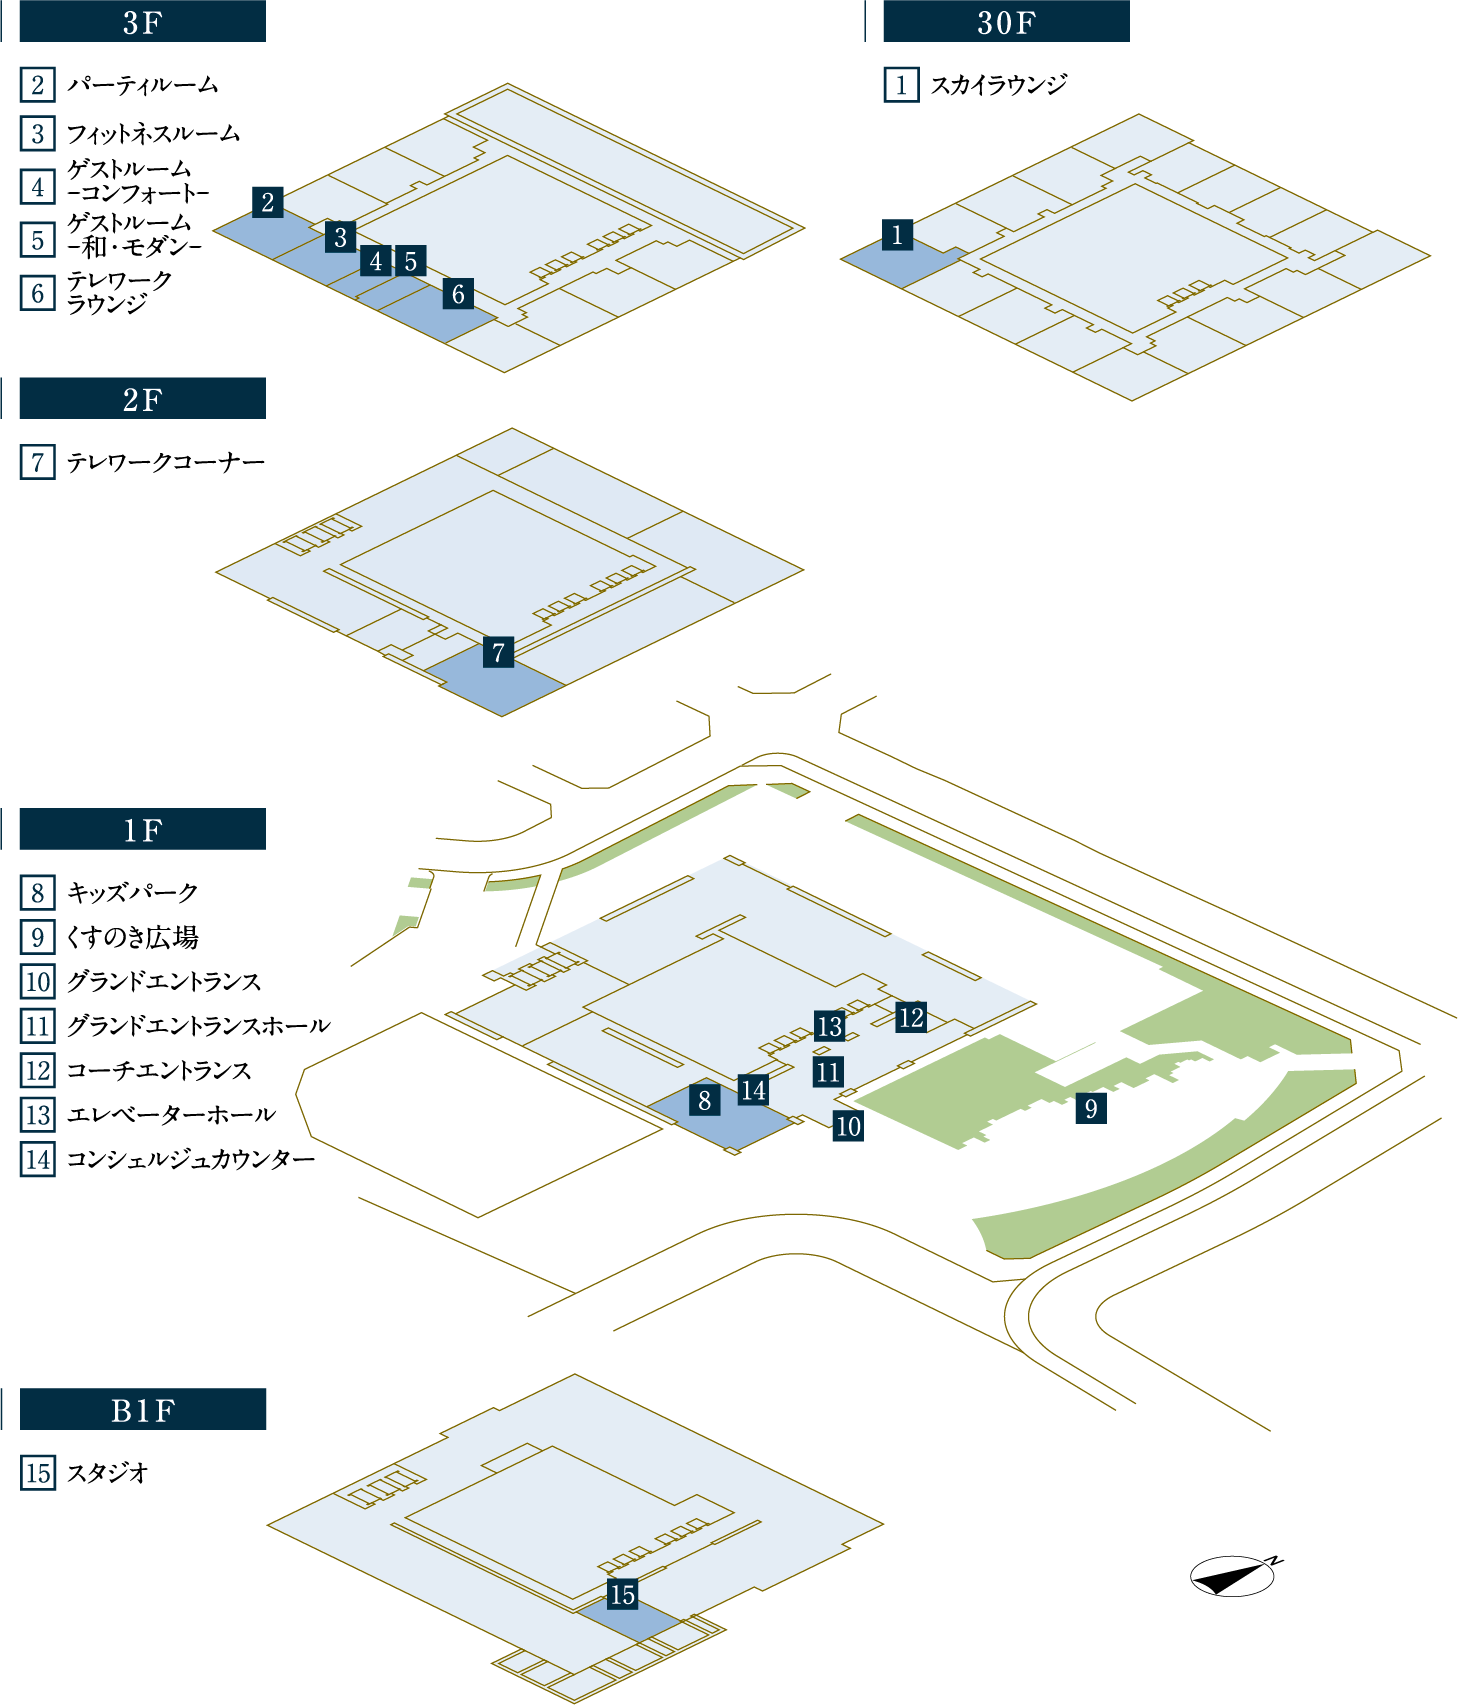 3F
2 パーティルーム
3 フィットネスルーム
4 ゲストルーム
-コンフォート-
5 ゲストルーム
-和・モダン-
6 テレワーク
ラウンジ
2
3
4
5
6
30F
1 スカイラウンジ
1
2F
7 テレワークコーナー
7
1F
8 キッズパーク
9 くすのき広場
10 グランドエントランス
11 グランドエントランスホール
12 コーチエントランス
13 エレベーターホール
14 コンシェルジュカウンター
12
13
11
14
8
9
10
B1F
15 スタジオ
15
N